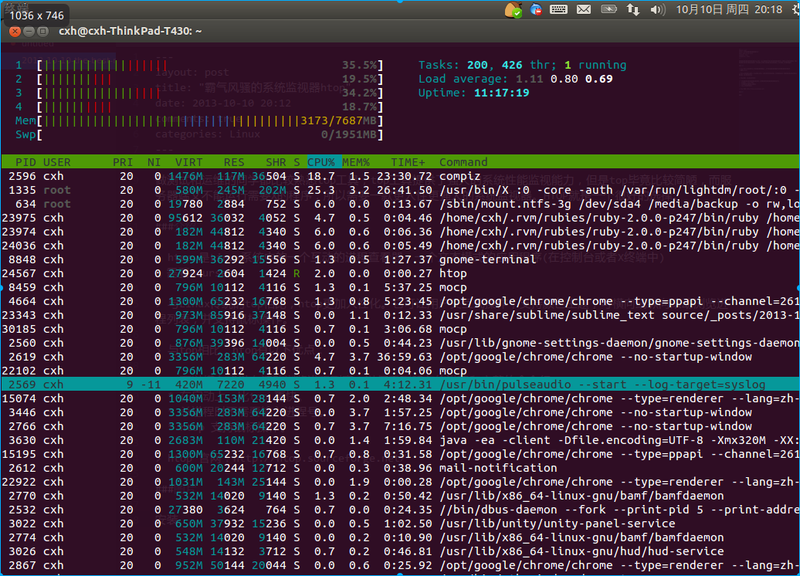 1036 x 746
10月10日 周四 20:18
cxh@cxh-ThinkPad-T430: ~
1 [|||||||||||||||||| 35.5%] Tasks: 200, 426 thr; 1 running
2 [|||||||||| 19.5%] Load average: 1.11 0.80 0.69
3 [||||||||||||||||| 34.2%] Uptime: 11:17:19
4 [|||||||||| 18.7%]
Mem[||||||||||||||||||||||||||||||||||||||3173/7687MB]
Swp[ 0/1951MB]
layout: post
title: "霸气风骚的系统监视器htop"
date: 2013-10-10 20:12
categories: Linux
PID USER PRI NI VIRT RES SHR S CPU% MEM% TIME+ Command
2596 cxh 20 0 1476M 117M 36504 S 18.7 1.5 23:30.72 compiz
1335 root 20 0 580M 245M 202M S 25.3 3.2 26:41.50 /usr/bin/X :0 -core -auth /var/run/lightdm/root/:0 -
634 root 20 0 19780 2884 752 S 6.0 0.0 0:13.67 /sbin/mount.ntfs-3g /dev/sda4 /media/backup -o rw,lo
23975 cxh 20 0 95612 36032 4052 S 4.7 0.5 0:04.46 /home/cxh/.rvm/rubies/ruby-2.0.0-p247/bin/ruby /home
23974 cxh 20 0 182M 44812 4340 S 6.0 0.6 0:06.36 /home/cxh/.rvm/rubies/ruby-2.0.0-p247/bin/ruby /home
24036 cxh 20 0 182M 44812 4340 S 6.0 0.6 0:05.49 /home/cxh/.rvm/rubies/ruby-2.0.0-p247/bin/ruby /home
8848 cxh 20 0 599M 36292 15556 S 2.7 0.5 1:27.73 gnome-terminal
24567 cxh 20 0 27924 2604 1424 R 2.0 0.0 0:00.27 htop
8459 cxh 20 0 796M 10112 4116 S 1.3 0.1 5:37.25 mocp
4664 cxh 20 0 1300M 65232 16768 S 0.7 0.8 5:23.45 /opt/google/chrome/chrome --type=ppapi --channel=261
23343 cxh 20 0 973M 85916 37148 S 0.0 1.1 0:12.33 /usr/share/sublime/sublime_text source/_posts/2013-1
30185 cxh 20 0 796M 10112 4116 S 0.7 0.1 3:06.68 mocp
2560 cxh 20 0 876M 39396 14004 S 0.0 0.5 0:44.23 /usr/lib/gnome-settings-daemon/gnome-settings-daemon
2619 cxh 20 0 3356M 283M 64220 S 4.7 3.7 36:59.63 /opt/google/chrome/chrome --no-startup-window
22102 cxh 20 0 796M 10112 4116 S 0.7 0.1 0:04.06 mocp
2569 cxh 9 -11 420M 7220 4940 S 1.3 0.1 4:12.31 /usr/bin/pulseaudio --start --log-target=syslog
15074 cxh 20 0 1040M 153M 28144 S 0.7 2.0 2:48.34 /opt/google/chrome/chrome --type=renderer --lang=zh-
3446 cxh 20 0 3356M 283M 64220 S 0.7 3.7 1:57.25 /opt/google/chrome/chrome --no-startup-window
2766 cxh 20 0 3356M 283M 64220 S 0.7 3.7 7:16.75 /opt/google/chrome/chrome --no-startup-window
3630 cxh 20 0 2683M 110M 21420 S 0.0 1.4 1:59.84 java -ea -client -Dfile.encoding=UTF-8 -Xmx320M -XX:
15195 cxh 20 0 1300M 65232 16768 S 0.7 0.8 1:31.58 /opt/google/chrome/chrome --type=ppapi --channel=261
2612 cxh 20 0 600M 20244 12712 S 0.0 0.3 0:38.96 mail-notification
22922 cxh 20 0 1031M 143M 25144 S 0.0 1.9 0:00.28 /opt/google/chrome/chrome --type=renderer --lang=zh-
2770 cxh 20 0 532M 14020 9140 S 1.3 0.2 0:50.42 /usr/lib/x86_64-linux-gnu/bamf/bamfdaemon
2532 cxh 20 0 27380 3624 764 S 0.7 0.0 0:24.35 //bin/dbus-daemon --fork --print-pid 5 --print-addre
3022 cxh 20 0 650M 37932 15236 S 0.0 0.5 1:02.50 /usr/lib/unity/unity-panel-service
2774 cxh 20 0 532M 14020 9140 S 0.0 0.2 0:10.90 /usr/lib/x86_64-linux-gnu/bamf/bamfdaemon
3026 cxh 20 0 548M 14132 3712 S 0.7 0.2 0:46.81 /usr/lib/x86_64-linux-gnu/hud/hud-service
2867 cxh 20 0 952M 50144 20044 S 0.0 0.6 0:25.92 /opt/google/chrome/chrome --type=renderer --lang=zh-